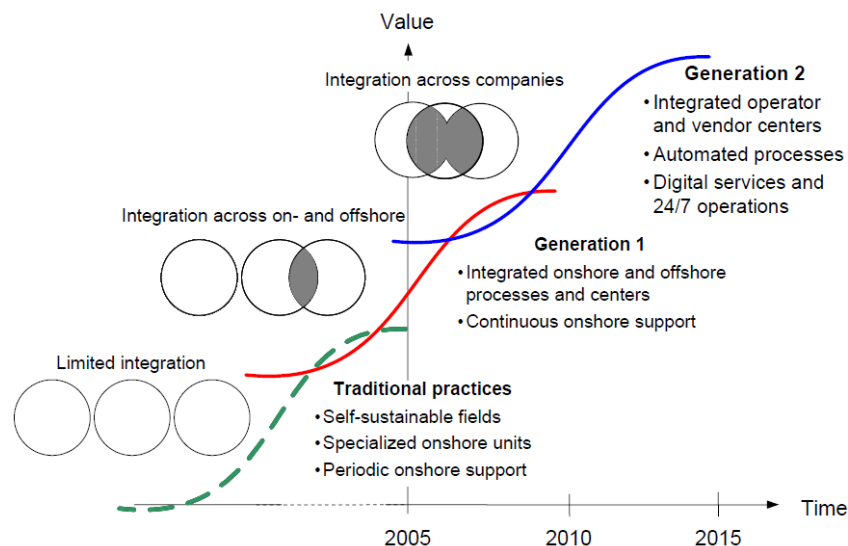 Value
Integration across companies
Generation 2
•Integrated operator
and vendor centers
•Automated processes
•Digital services and
24/7 operations
Integration across on- and offshore
Generation 1
•Integrated onshore and offshore
processes and centers
•Continuous onshore support
Limited integration
Traditional practices
•Self-sustainable fields
•Specialized onshore units
•Periodic onshore support
Time
2005
2010
2015